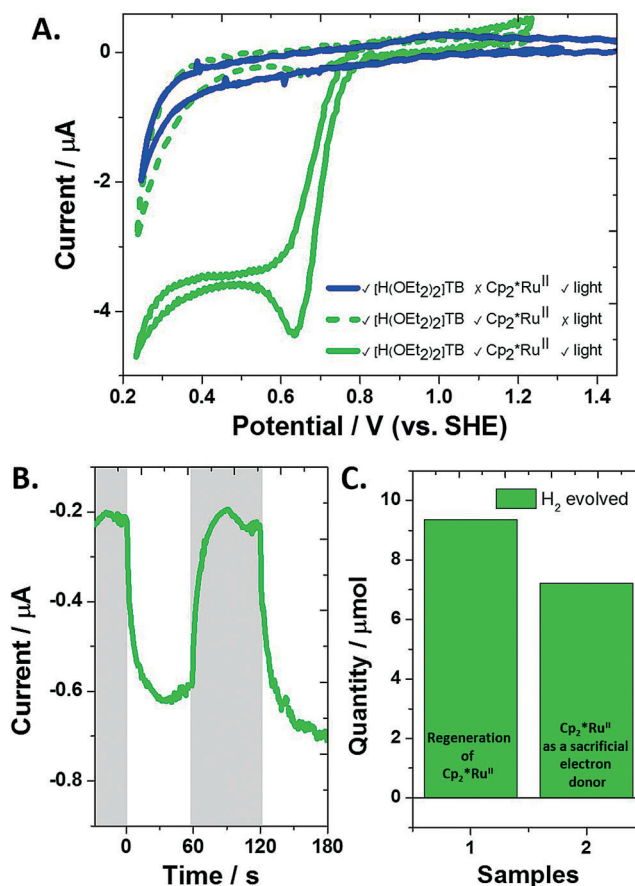 A.
0
-2
-4
Current / μA
✓ [H(OEt2)2]TB ✗ Cp2*RuII ✓ light
✓ [H(OEt2)2]TB ✓ Cp2*RuII ✗ light
✓ [H(OEt2)2]TB ✓ Cp2*RuII ✓ light
0.2 0.4 0.6 0.8 1.0 1.2 1.4
Potential / V (vs. SHE)
B.
-0.2
-0.4
-0.6
-0.8
Current / μA
0 60 120 180
Time / s
C.
10
8
6
4
2
0
Quantity / μmol
H2 evolved
Regeneration
of
Cp2*RuII
Cp2*RuII
as a sacrificial
electron
donor
1 2
Samples